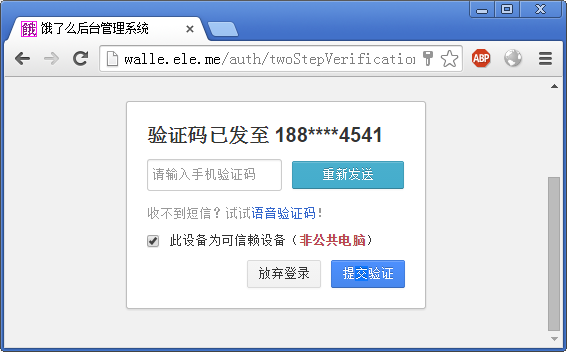 餓 饿了么后台管理系统
walle.ele.me/auth/twoStepVerification
ABP
验证码已发至 188****4541
请输入手机验证码 重新发送
收不到短信？试试语音验证码！
此设备为可信赖设备（非公共电脑）
放弃登录 提交验证